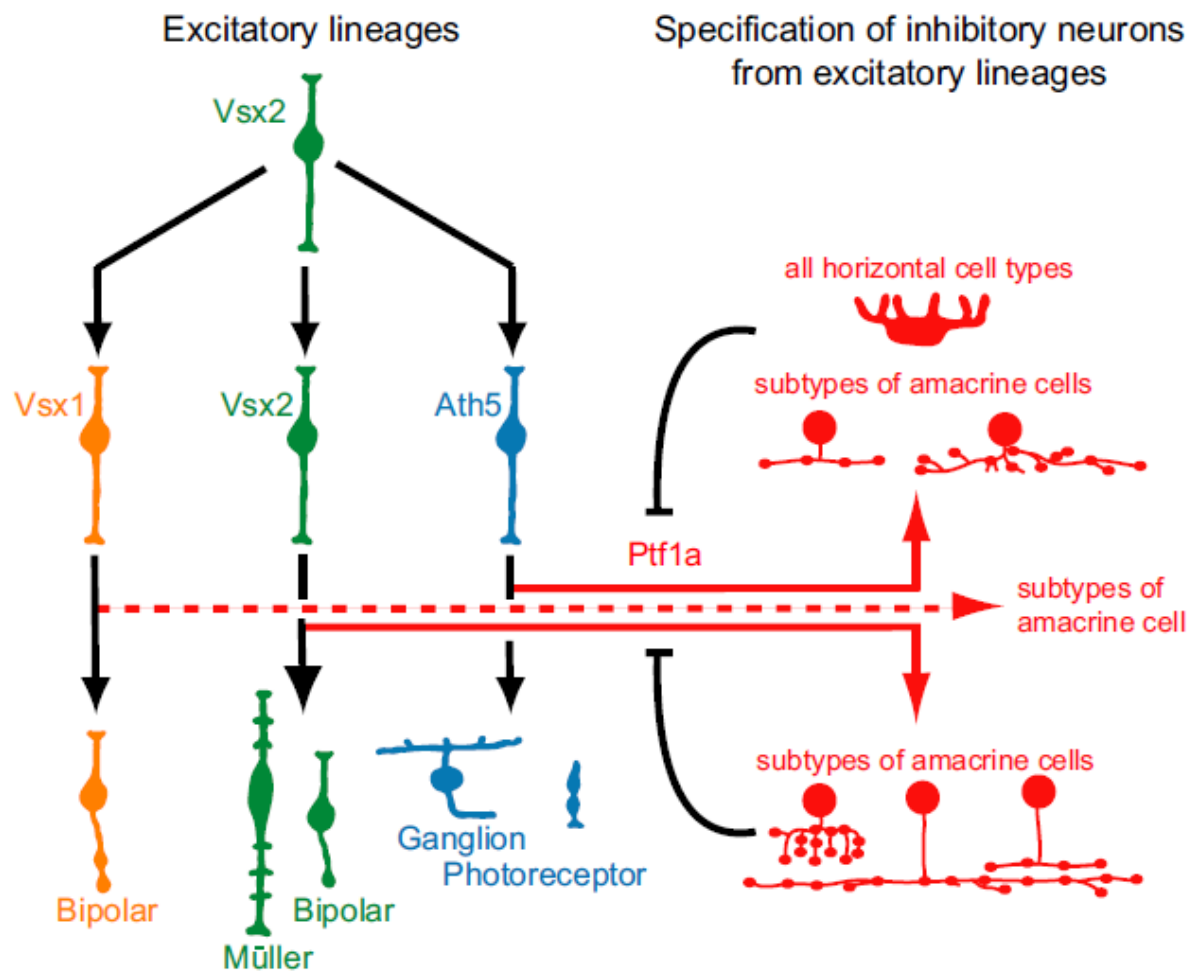 Excitatory lineages
Specification of inhibitory neurons
from excitatory lineages
Vsx2
all horizontal cell types
subtypes of amacrine cells
Vsx1
Vsx2
Ath5
Ptf1a
subtypes of
amacrine cell
subtypes of amacrine cells
Ganglion
Photoreceptor
Bipolar
Bipolar
Müller